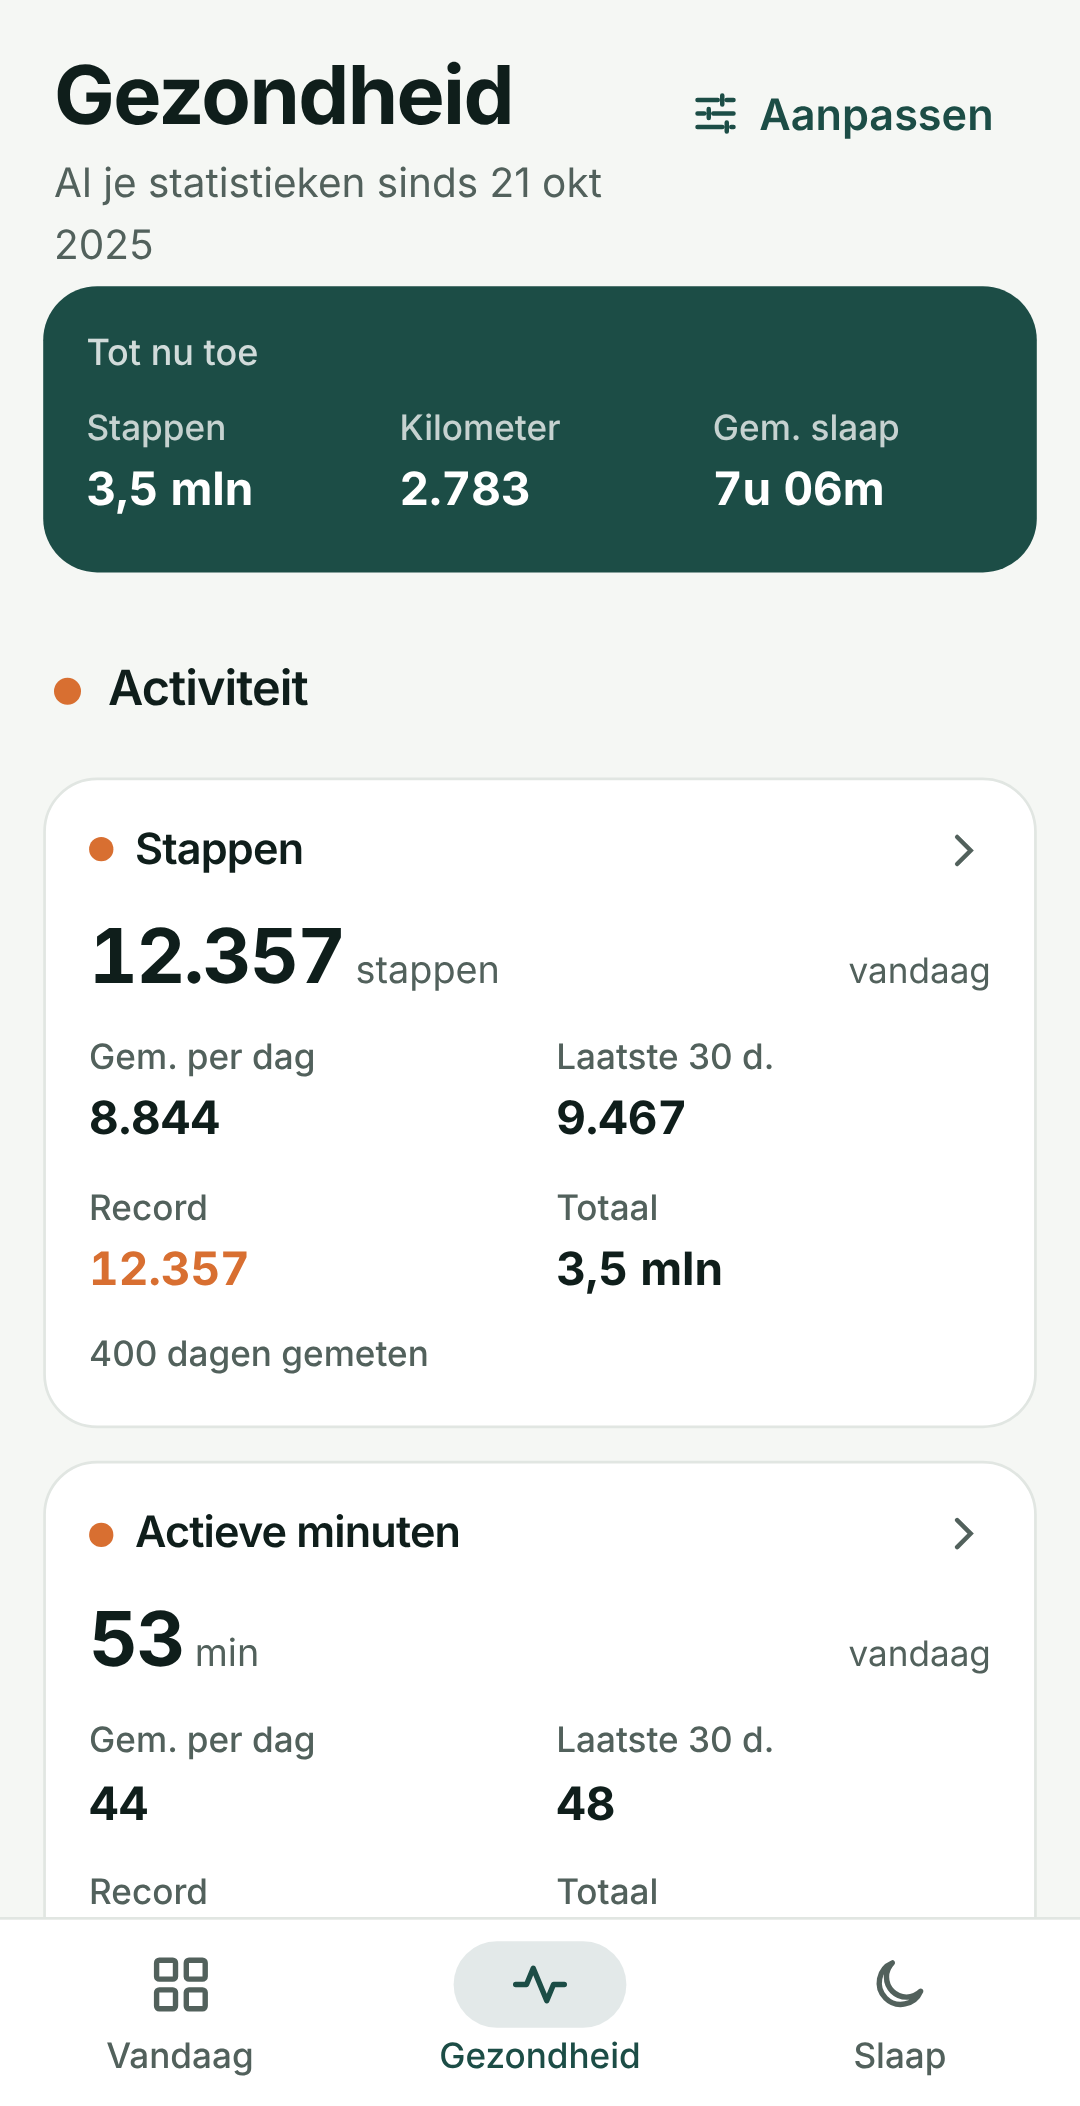 Gezondheid
Aanpassen
Al je statistieken sinds 21 okt
2025
Tot nu toe
Stappen Kilometer Gem. slaap
3,5 mln 2.783 7u 06m
Activiteit
Stappen
12.357 stappen vandaag
Gem. per dag Laatste 30 d.
8.844 9.467
Record Totaal
12.357 3,5 mln
400 dagen gemeten
Actieve minuten
53 min vandaag
Gem. per dag Laatste 30 d.
44 48
Record Totaal
Vandaag Gezondheid Slaap